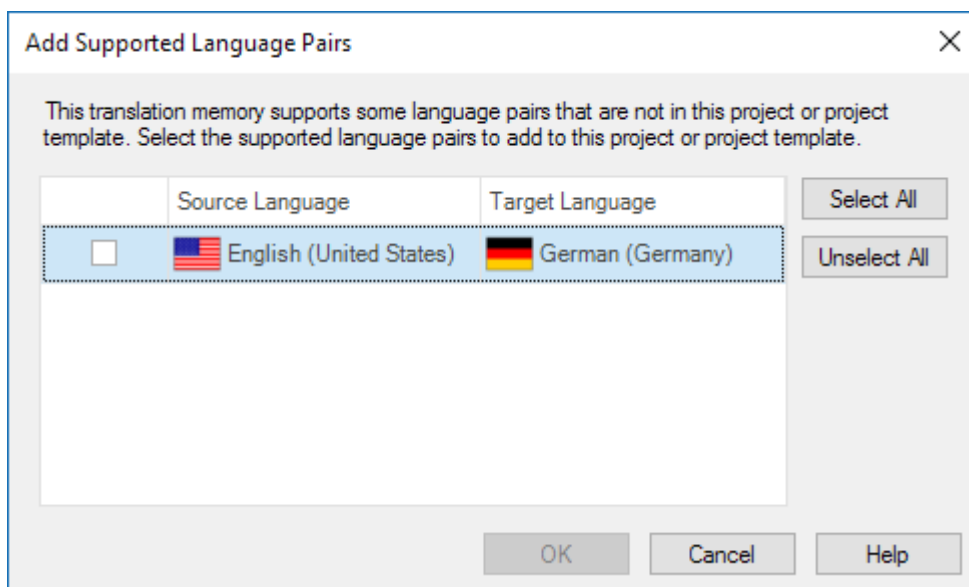 Add Supported Language Pairs
This translation memory supports some language pairs that are not in this project or project
template. Select the supported language pairs to add to this project or project template.
Source Language Target Language Select All
English (United States) German (Germany) Unselect All
OK Cancel Help